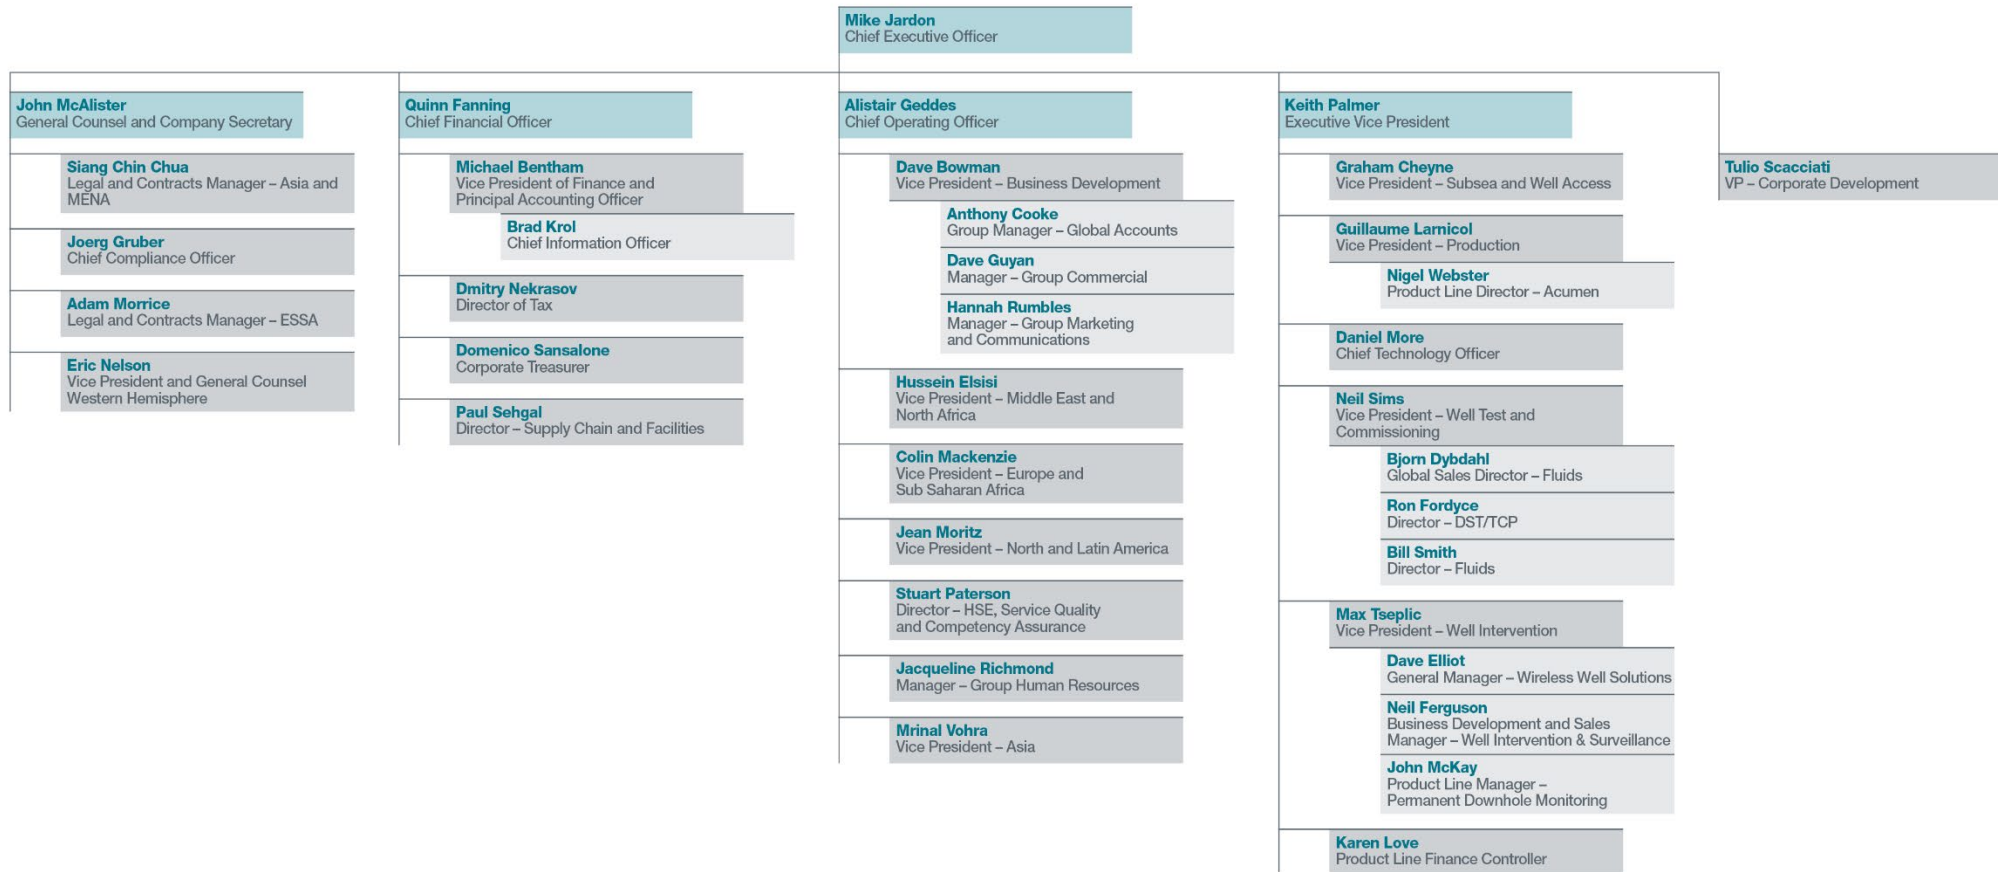 Mike Jardon
Chief Executive Officer
John McAlister
General Counsel and Company Secretary
Siang Chin Chua
Legal and Contracts Manager – Asia and
MENA
Joerg Gruber
Chief Compliance Officer
Adam Morrice
Legal and Contracts Manager – ESSA
Eric Nelson
Vice President and General Counsel
Western Hemisphere
Quinn Fanning
Chief Financial Officer
Michael Bentham
Vice President of Finance and
Principal Accounting Officer
Brad Krol
Chief Information Officer
Dmitry Nekrasov
Director of Tax
Domenico Sansalone
Corporate Treasurer
Paul Sehgal
Director – Supply Chain and Facilities
Alistair Geddes
Chief Operating Officer
Dave Bowman
Vice President – Business Development
Anthony Cooke
Group Manager – Global Accounts
Dave Guyan
Manager – Group Commercial
Hannah Rumbles
Manager – Group Marketing
and Communications
Hussein Elsisi
Vice President – Middle East and
North Africa
Colin Mackenzie
Vice President – Europe and
Sub Saharan Africa
Jean Moritz
Vice President – North and Latin America
Stuart Paterson
Director – HSE, Service Quality
and Competency Assurance
Jacqueline Richmond
Manager – Group Human Resources
Mrinal Vohra
Vice President – Asia
Keith Palmer
Executive Vice President
Graham Cheyne
Vice President – Subsea and Well Access
Guillaume Larnicol
Vice President – Production
Nigel Webster
Product Line Director – Acumen
Daniel More
Chief Technology Officer
Neil Sims
Vice President – Well Test and
Commissioning
Bjorn Dybdahl
Global Sales Director – Fluids
Ron Fordyce
Director – DST/TCP
Bill Smith
Director – Fluids
Max Tseplic
Vice President – Well Intervention
Dave Elliot
General Manager – Wireless Well Solutions
Neil Ferguson
Business Development and Sales
Manager – Well Intervention & Surveillance
John McKay
Product Line Manager –
Permanent Downhole Monitoring
Karen Love
Product Line Finance Controller
Tulio Scacciati
VP – Corporate Development